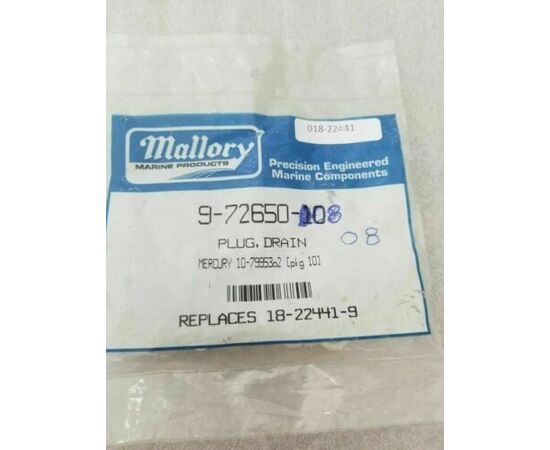 018-22441
Mallory
MARINE PRODUCTS
Precision Engineered
Marine Components
9-72650-108
PLUG, DRAIN
08
MERCURY 10-7995362 [pkg 10]
REPLACES 18-22441-9